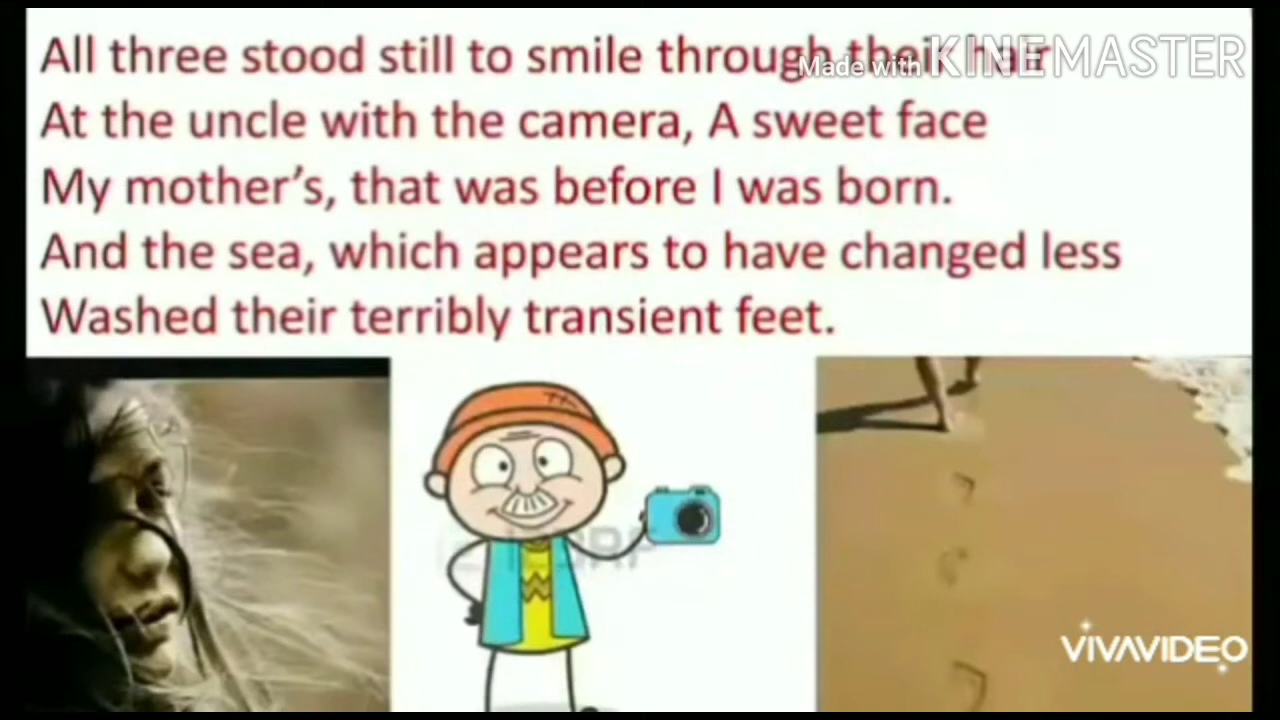 All three stood still to smile through their hair
Made with KINEMASTER
At the uncle with the camera, A sweet face
My mother's, that was before I was born.
And the sea, which appears to have changed less
Washed their terribly transient feet.
VIVAVIDEO